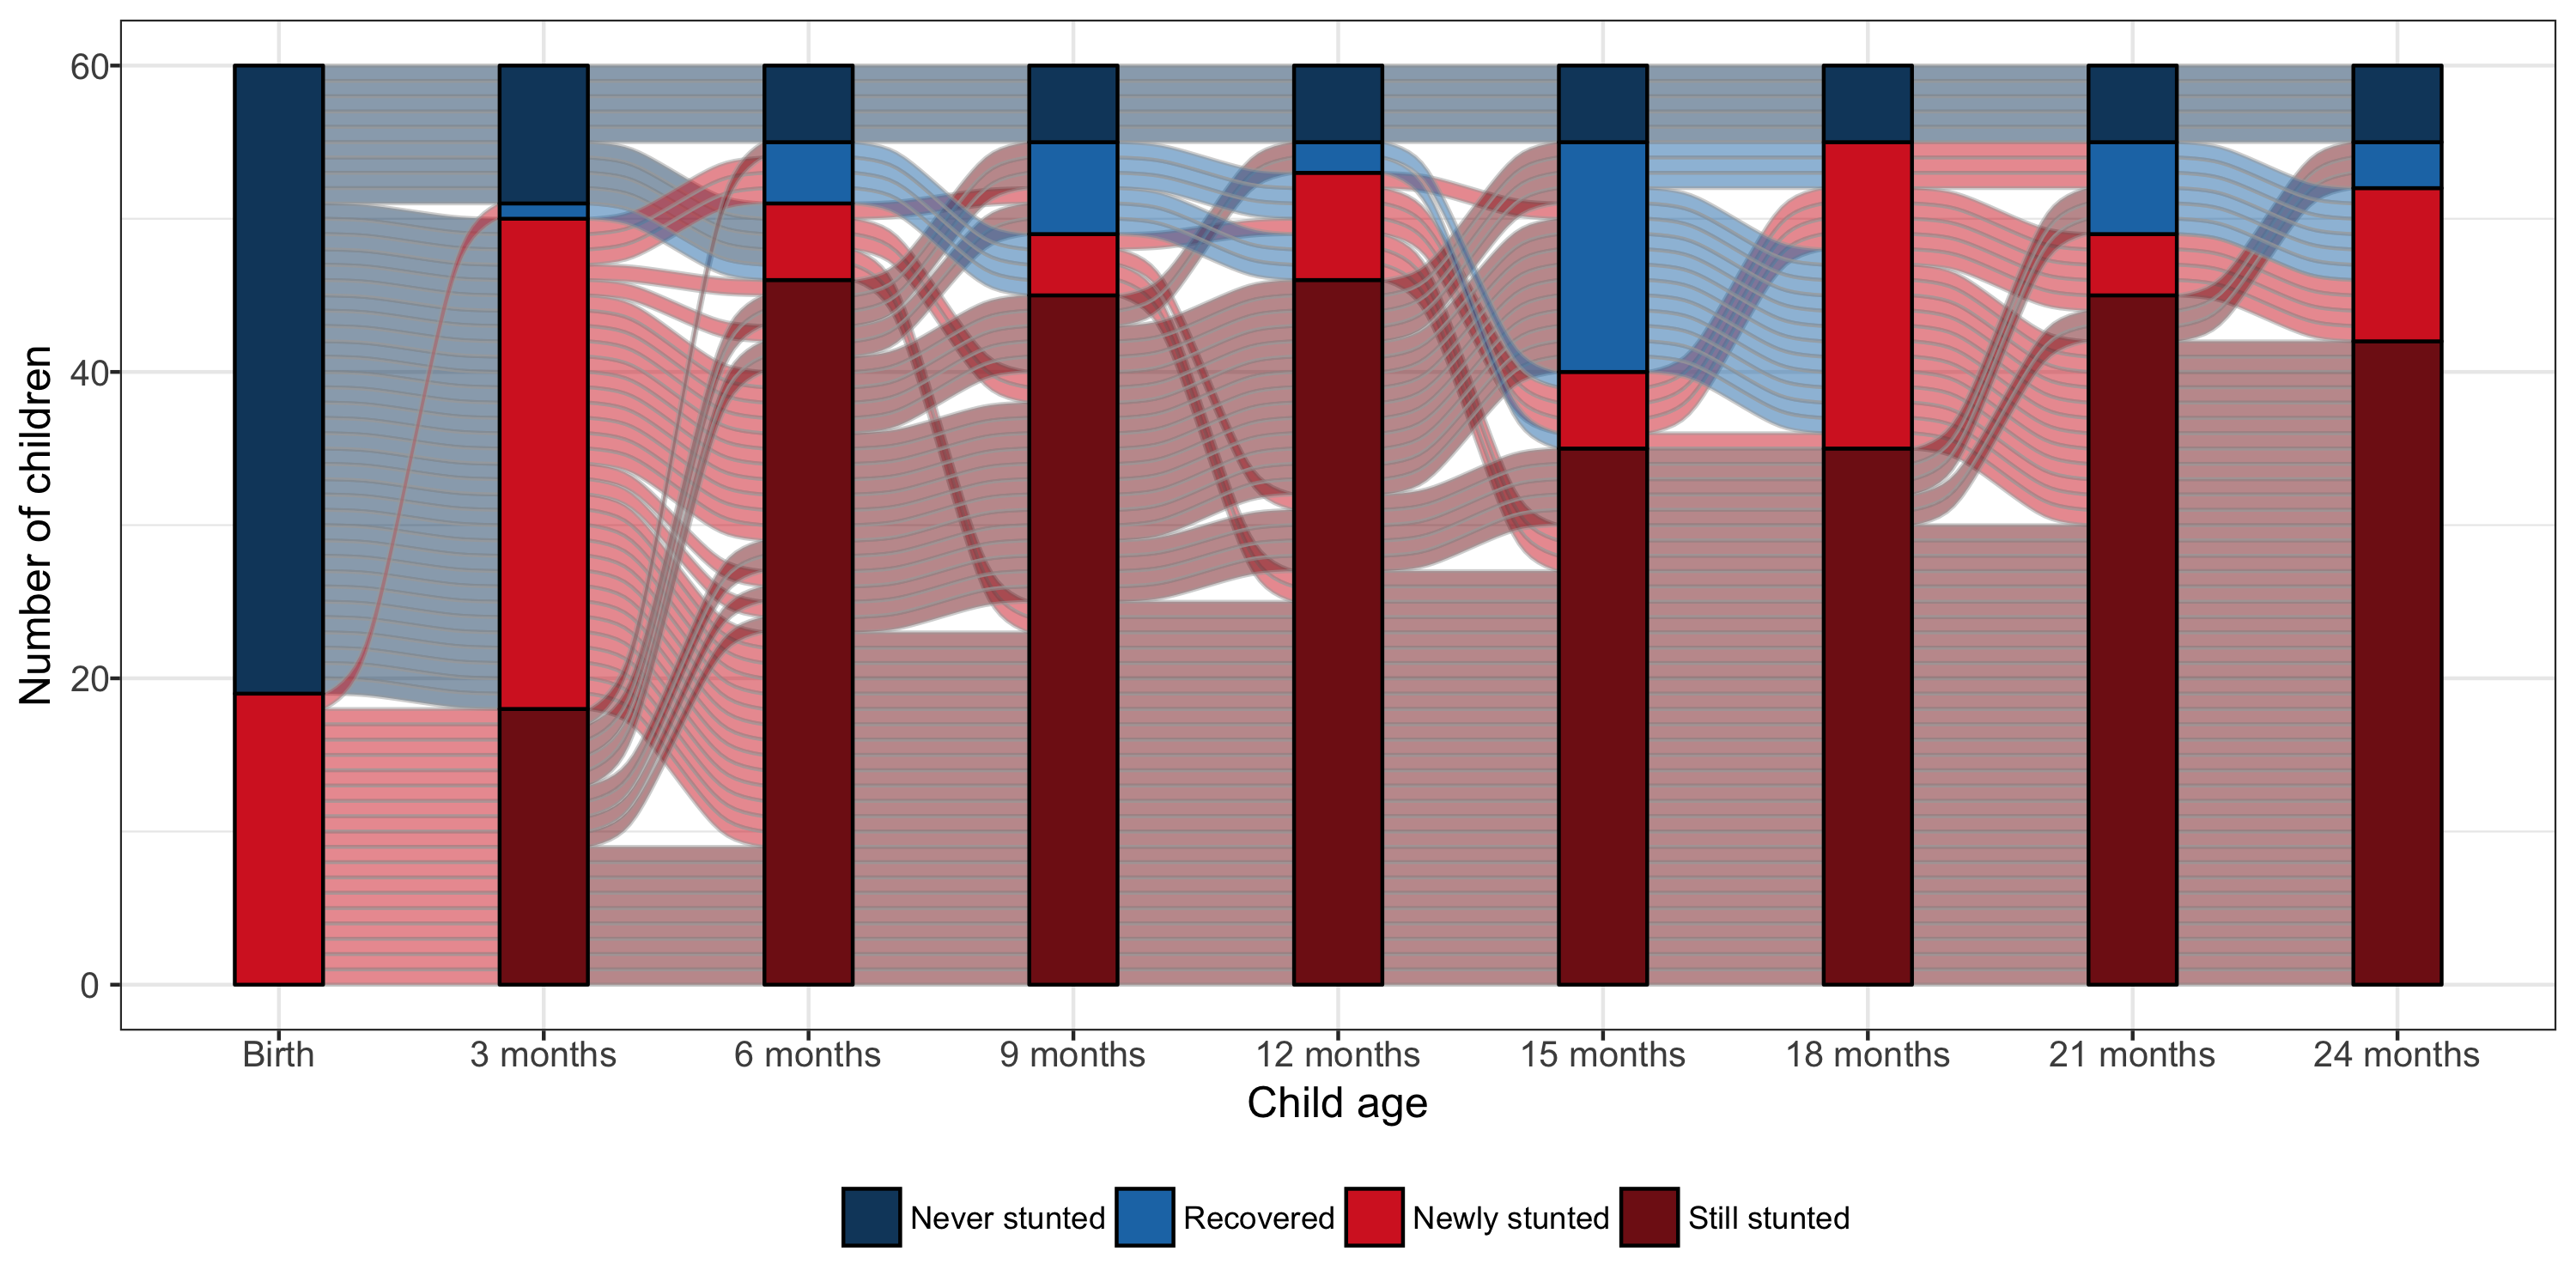 Number of children
60
40
20
0
Birth 3 months 6 months 9 months 12 months 15 months 18 months 21 months 24 months
Child age
Never stunted Recovered Newly stunted Still stunted